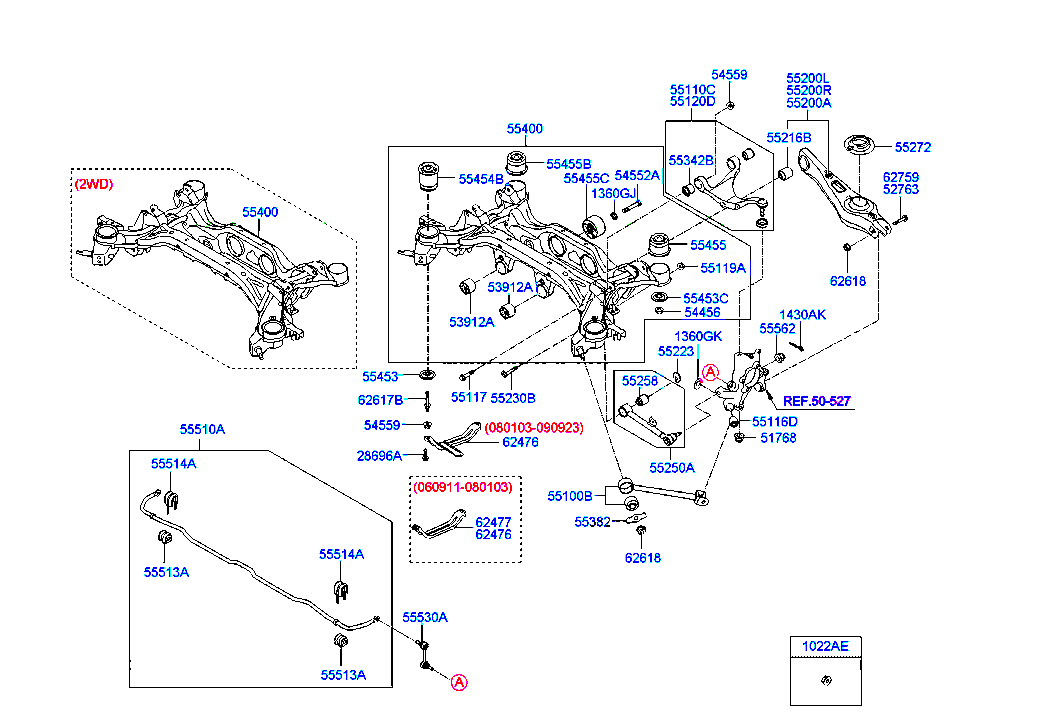 54559
55110C
55120D
55200L
55200R
55200A
55400
55216B
55272
55455B
55342B
55454B
55455C
54552A
62759
52763
(2WD)
1360GJ
55400
55455
55119A
62618
53912A
55453C
54456
53912A
1430AK
55562
1360GK
55223
A
55453
55258
62617B
55117
55230B
REF.50-527
55116D
51768
54559
(080103-090923)
62476
55510A
28696A
55514A
55250A
(060911-080103)
55100B
62477
62476
55382
62618
55513A
55514A
55530A
55513A
A
1022AE